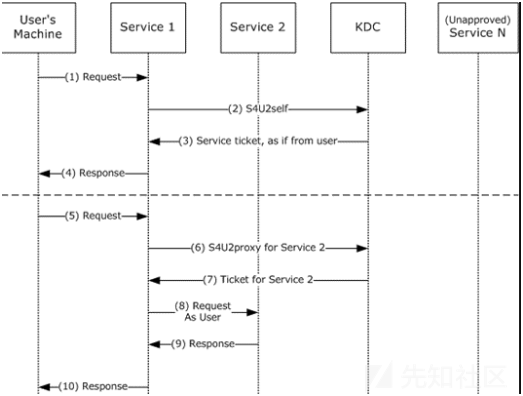 User's
Machine
Service 1
Service 2
KDC
(Unapproved)
Service N
(1) Request
(2) S4U2self
(3) Service ticket, as if from user
(4) Response
(5) Request
(6) S4U2proxy for Service 2
(7) Ticket for Service 2
(8) Request
As User
(9) Response
(10) Response
先知社区